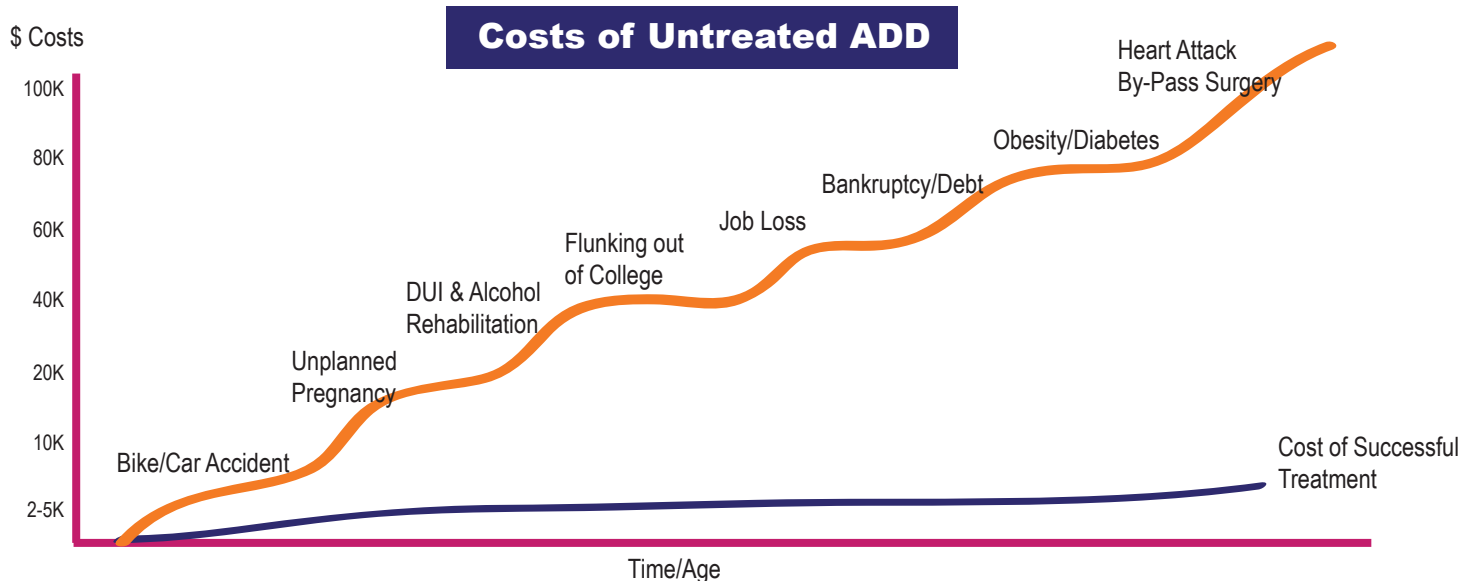 Costs of Untreated ADD
$ Costs
100K
80K
60K
40K
20K
10K
2-5K
Bike/Car Accident
Unplanned
Pregnancy
DUI & Alcohol
Rehabilitation
Flunking out
of College
Job Loss
Bankruptcy/Debt
Obesity/Diabetes
Heart Attack
By-Pass Surgery
Cost of Successful
Treatment
Time/Age